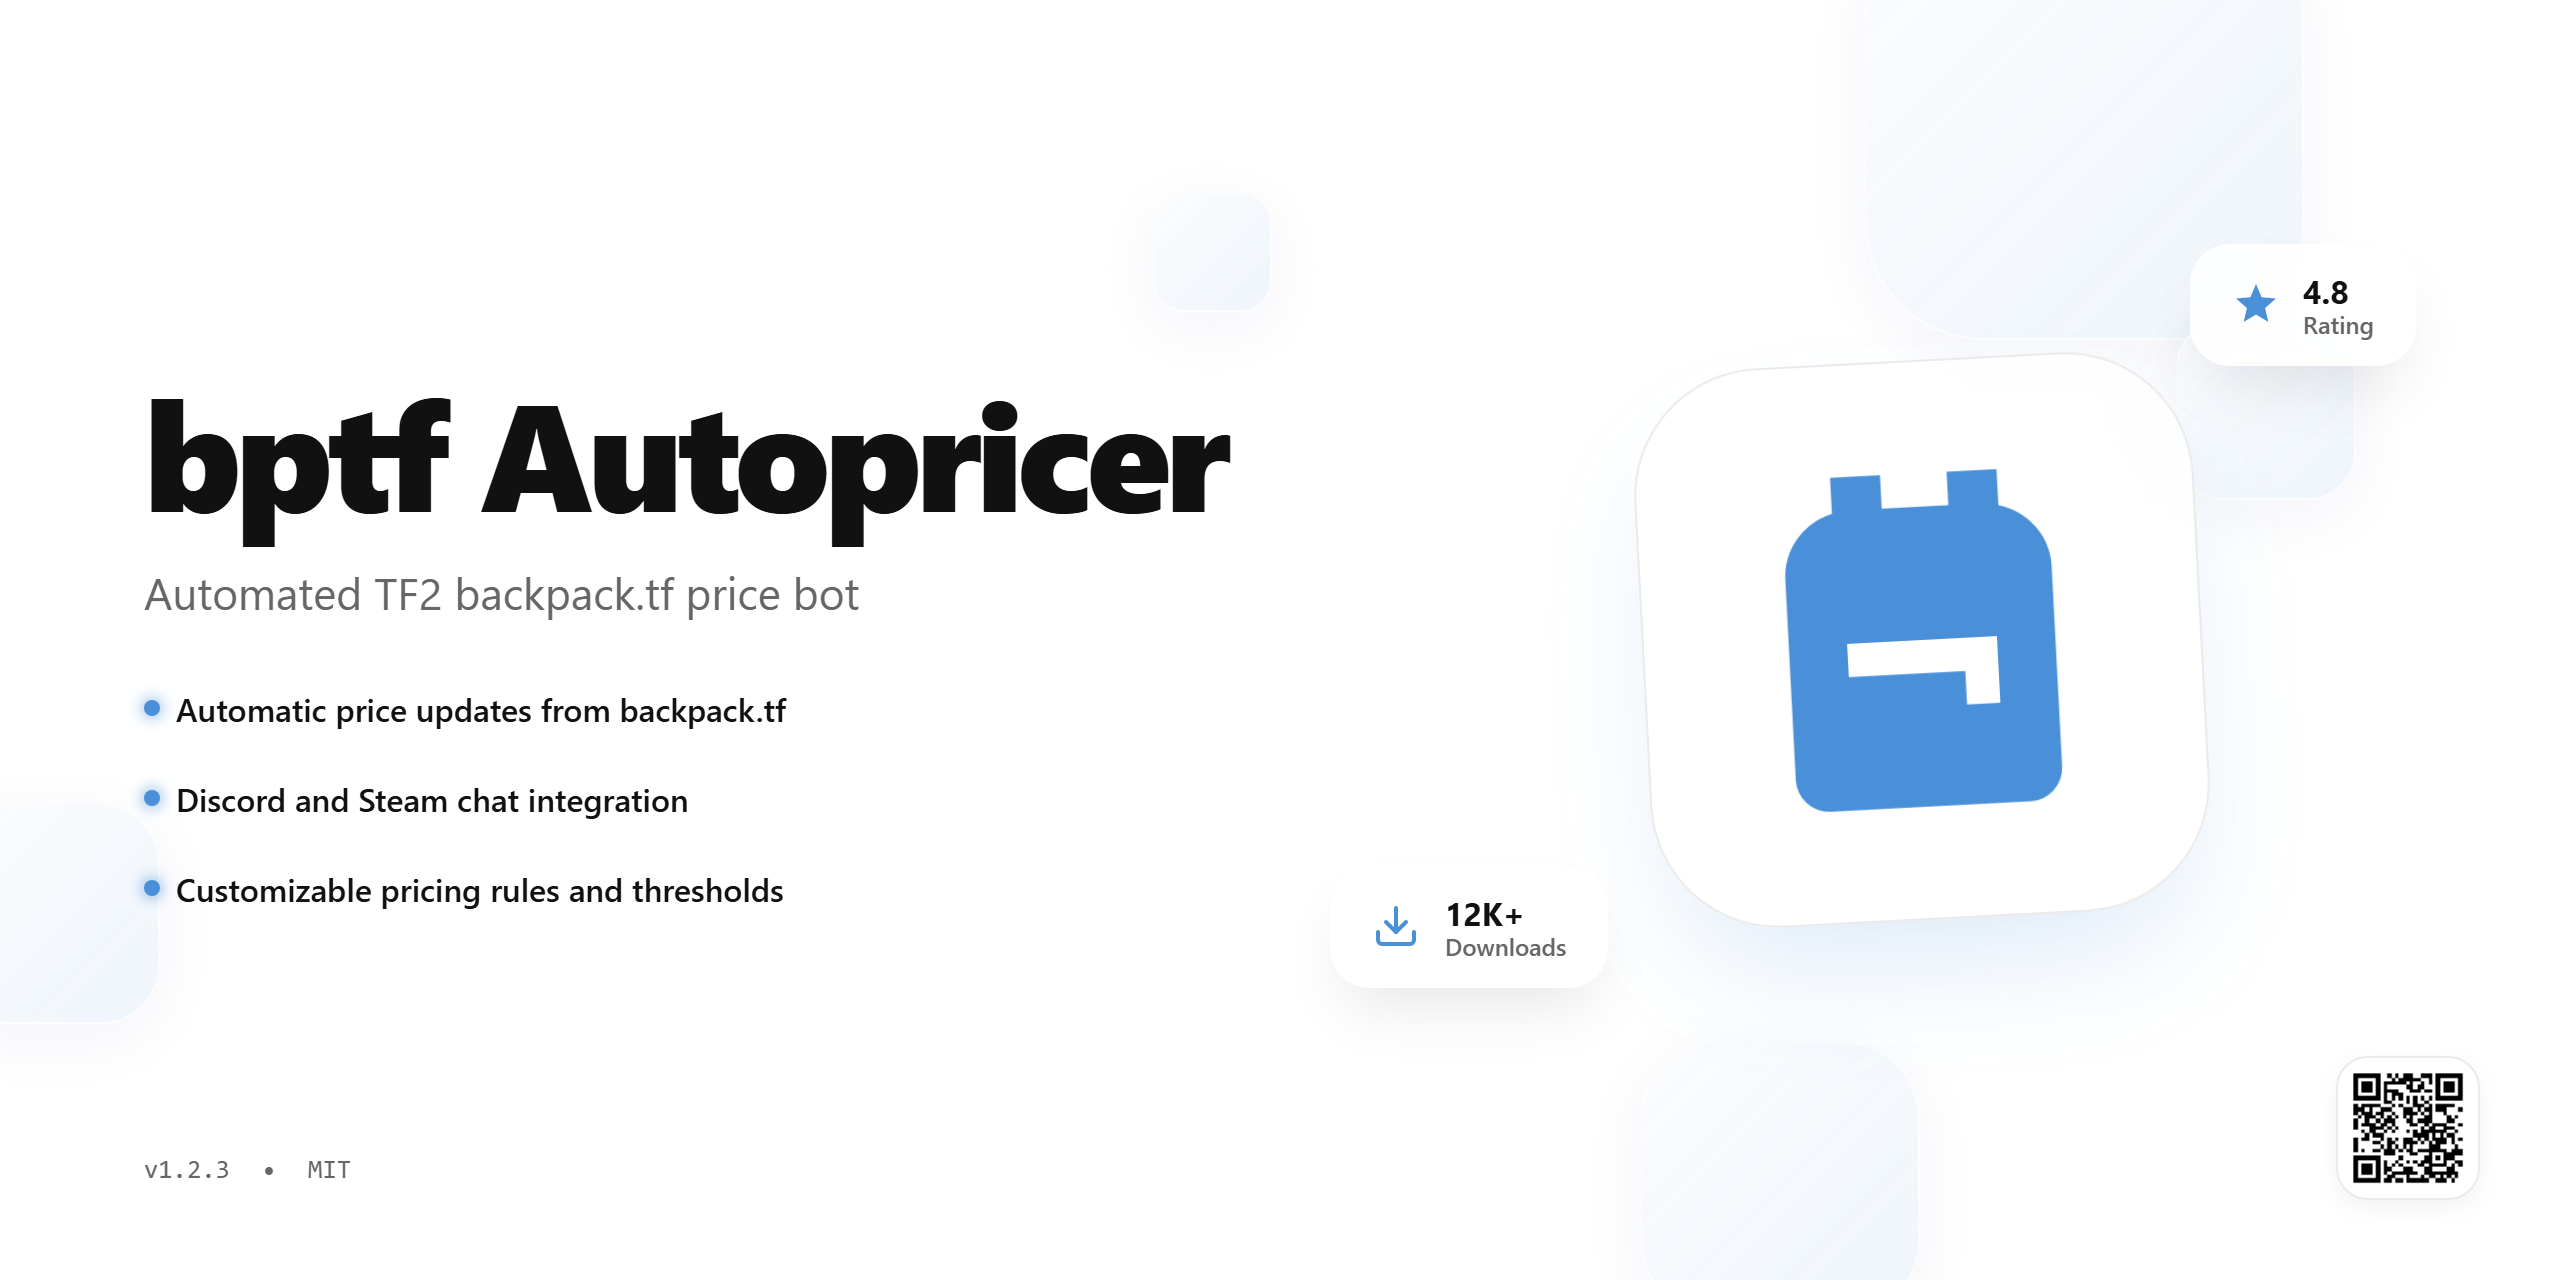 bptf Autopricer
Automated TF2 backpack.tf price bot
Automatic price updates from backpack.tf
Discord and Steam chat integration
Customizable pricing rules and thresholds
4.8
Rating
12K+
Downloads
v1.2.3 • MIT